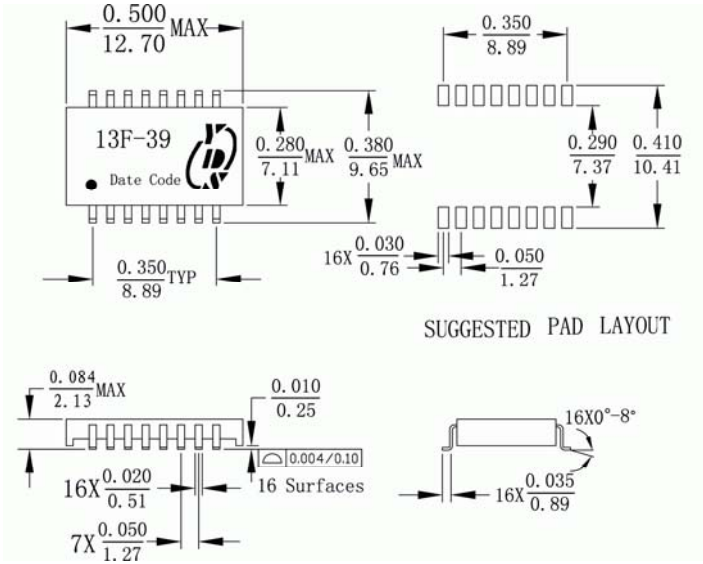 0.500
12.70 MAX
13F-39
YDS
Date Code
0.280
7.11 MAX
0.380
9.65 MAX
0.350
8.89 TYP
0.350
8.89
0.290
7.37
0.410
10.41
16X 0.030
0.76
0.050
1.27
SUGGESTED PAD LAYOUT
0.084
2.13 MAX
0.010
0.25
0.004/0.10
16 Surfaces
16X 0.020
0.51
7X 0.050
1.27
16X0°-8°
16X 0.035
0.89